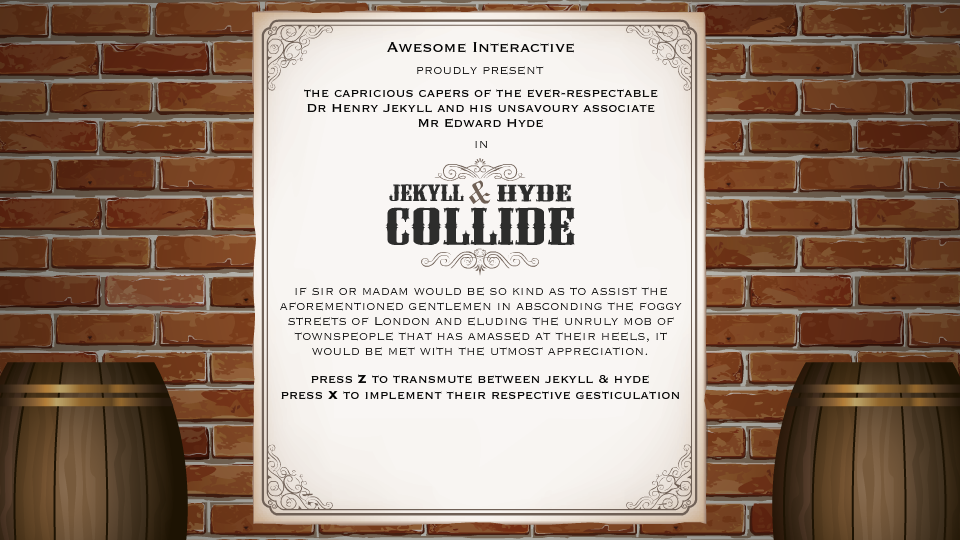 Awesome Interactive
PROUDLY PRESENT
THE CAPRICIOUS CAPERS OF THE EVER-RESPECTABLE
DR HENRY JEKYLL AND HIS UNSAVOURY ASSOCIATE
MR EDWARD HYDE
IN
JEKYLL & HYDE
COLLIDE
IF SIR OR MADAM WOULD BE SO KIND AS TO ASSIST THE
AFOREMENTIONED GENTLEMEN IN ABSCONDING THE FOGGY
STREETS OF LONDON AND ELUDING THE UNRULY MOB OF
TOWNSPEOPLE THAT HAS AMASSED AT THEIR HEELS, IT
WOULD BE MET WITH THE UTMOST APPRECIATION.
PRESS Z TO TRANSMUTE BETWEEN JEKYLL & HYDE
PRESS X TO IMPLEMENT THEIR RESPECTIVE GESTICULATION